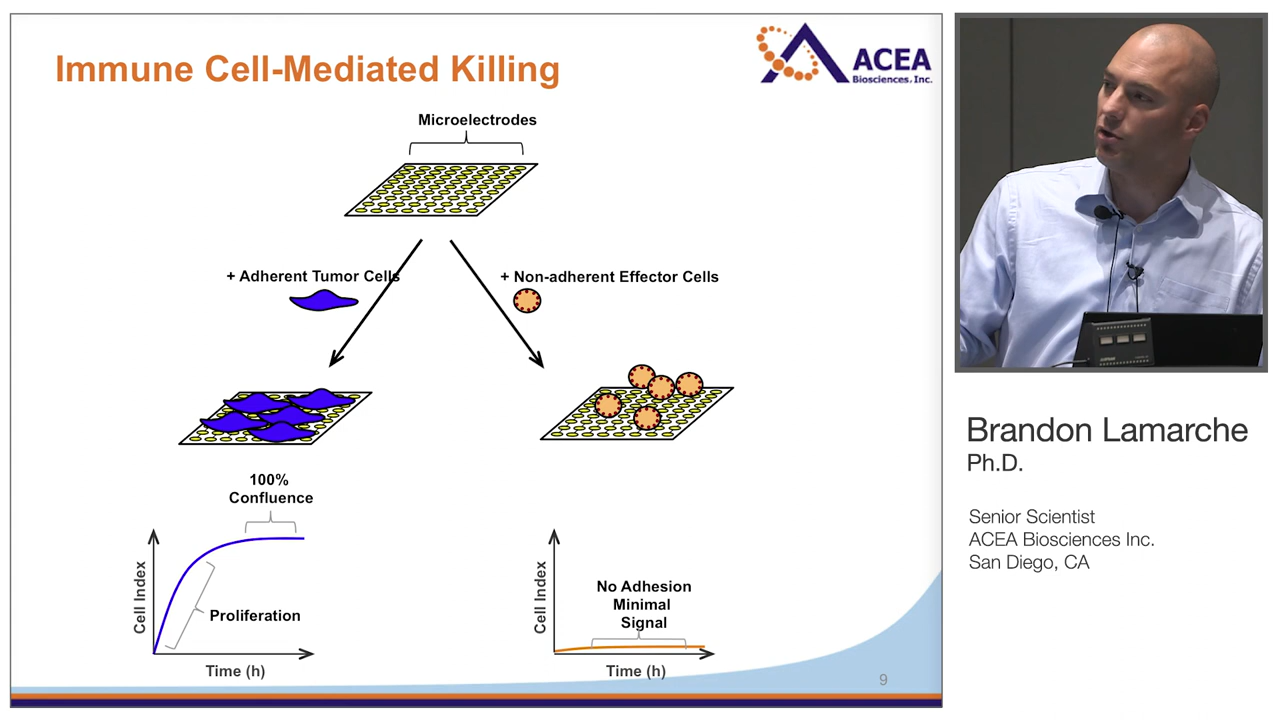 Immune Cell-Mediated Killing
ACEA
Biosciences, Inc.
Microelectrodes
+ Adherent Tumor Cells
+ Non-adherent Effector Cells
100%
Confluence
Cell Index
Proliferation
Time (h)
Cell Index
No Adhesion
Minimal
Signal
Time (h)
9
Brandon Lamarche
Ph.D.
Senior Scientist
ACEA Biosciences Inc.
San Diego, CA